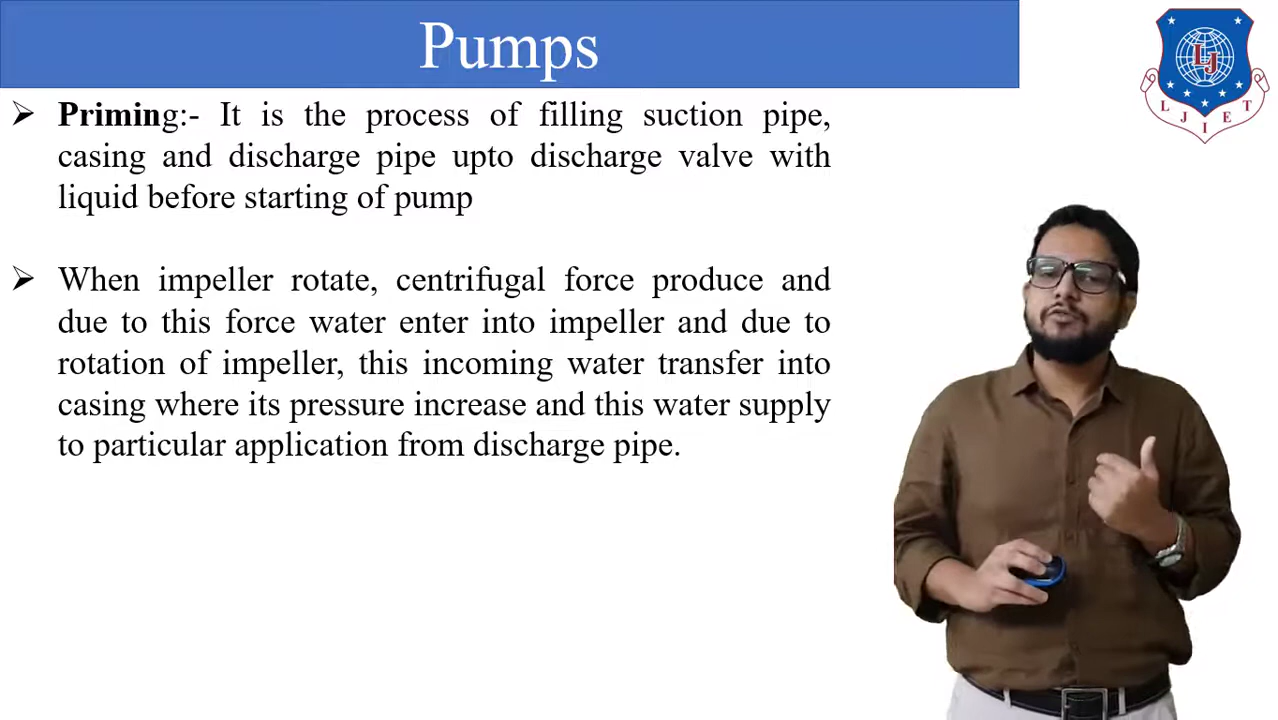 Pumps
Priming:- It is the process of filling suction pipe,
casing and discharge pipe upto discharge valve with
liquid before starting of pump
When impeller rotate, centrifugal force produce and
due to this force water enter into impeller and due to
rotation of impeller, this incoming water transfer into
casing where its pressure increase and this water supply
to particular application from discharge pipe.
LJ
L J I E T